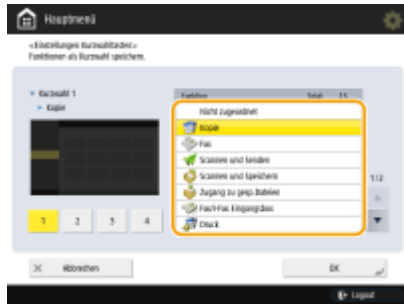 Hauptmenü
<Einstellungen Kurzwahltasten>
Funktionen als Kurzwahl speichern.
Kurzwahl 1
Kopie
Funktion Total: 15
Nicht zugeordnet
Kopie
Fax
Scannen und Senden
Scannen und Speichern
Zugang zu gesp. Dateien
Fax/I-Fax Eingangsbox
Druck
1/2
1 2 3 4
Abbrechen
OK
Logout